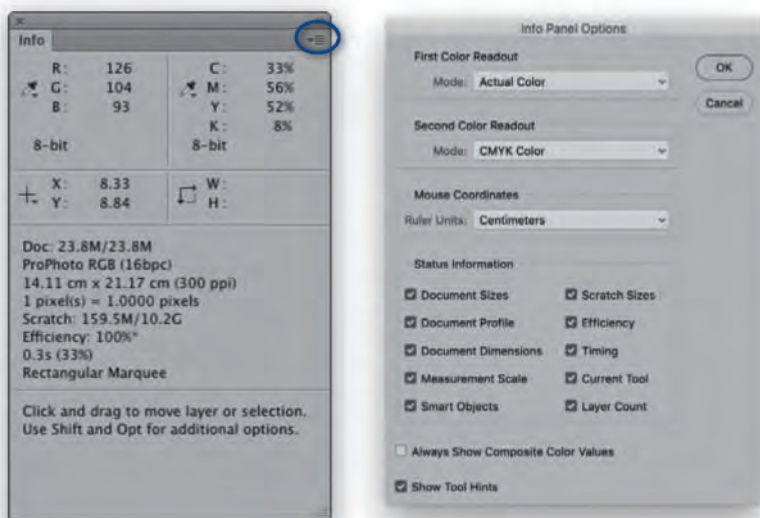 Info
R: 126
G: 104
B: 93
8-bit
C: 33%
M: 56%
Y: 52%
K: 8%
8-bit
X: 8.33
Y: 8.84
W:
H:
Doc: 23.8M/23.8M
ProPhoto RGB (16bpc)
14.11 cm x 21.17 cm (300 ppi)
1 pixel(s) = 1.0000 pixels
Scratch: 159.5M/10.2G
Efficiency: 100%*
0.3s (33%)
Rectangular Marquee
Click and drag to move layer or selection.
Use Shift and Opt for additional options.
Info Panel Options
First Color Readout
Mode: Actual Color
Second Color Readout
Mode: CMYK Color
Mouse Coordinates
Ruler Units: Centimeters
Status Information
Document Sizes
Document Profile
Document Dimensions
Measurement Scale
Smart Objects
Scratch Sizes
Efficiency
Timing
Current Tool
Layer Count
Always Show Composite Color Values
Show Tool Hints
OK
Cancel